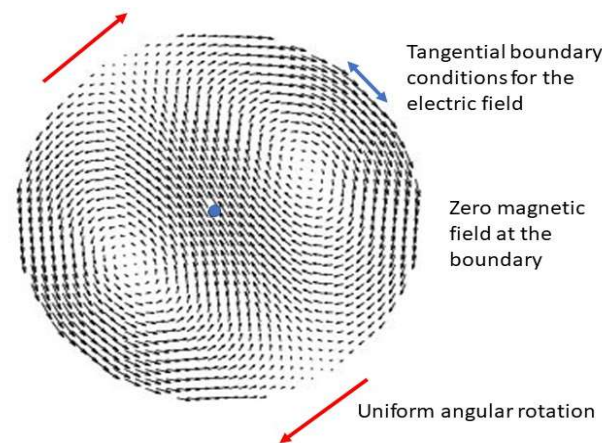 Tangential boundary
conditions for the
electric field
Zero magnetic
field at the
boundary
Uniform angular rotation